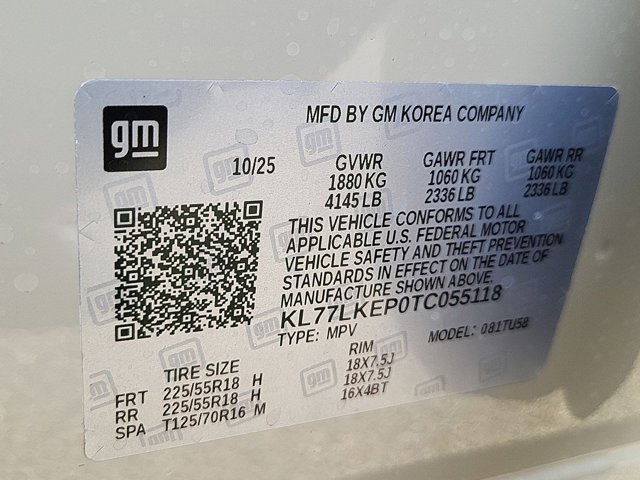 gm
MFD BY GM KOREA COMPANY
10/25
GVWR GAWR FRT GAWR RR
1880 KG 1060 KG 1060 KG
4145 LB 2336 LB 2336 LB
THIS VEHICLE CONFORMS TO ALL
APPLICABLE U.S. FEDERAL MOTOR
VEHICLE SAFETY AND THEFT PREVENTION
STANDARDS IN EFFECT ON THE DATE OF
MANUFACTURE SHOWN ABOVE.
KL77LKEP0TC055118
TYPE: MPV MODEL: 081TU58
TIRE SIZE RIM
FRT 225/55R18 H 18X7.5J
RR 225/55R18 H 18X7.5J
SPA T125/70R16 M 16X4BT